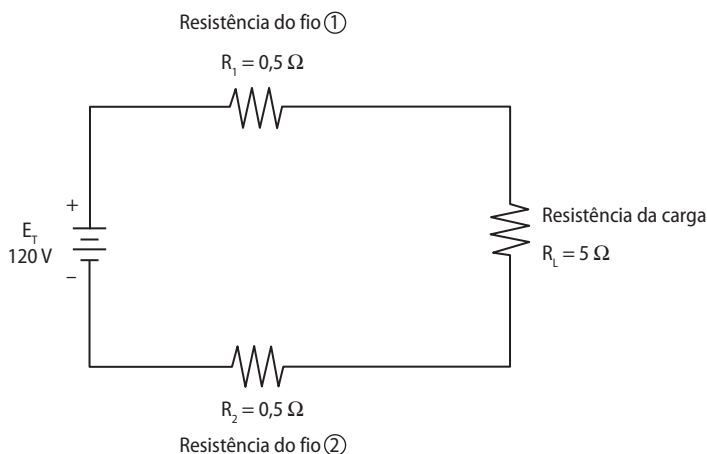 Resistência do fio ①
R₁ = 0,5 Ω
+
E_T
120 V
–
Resistência da carga
R_L = 5 Ω
R₂ = 0,5 Ω
Resistência do fio ②